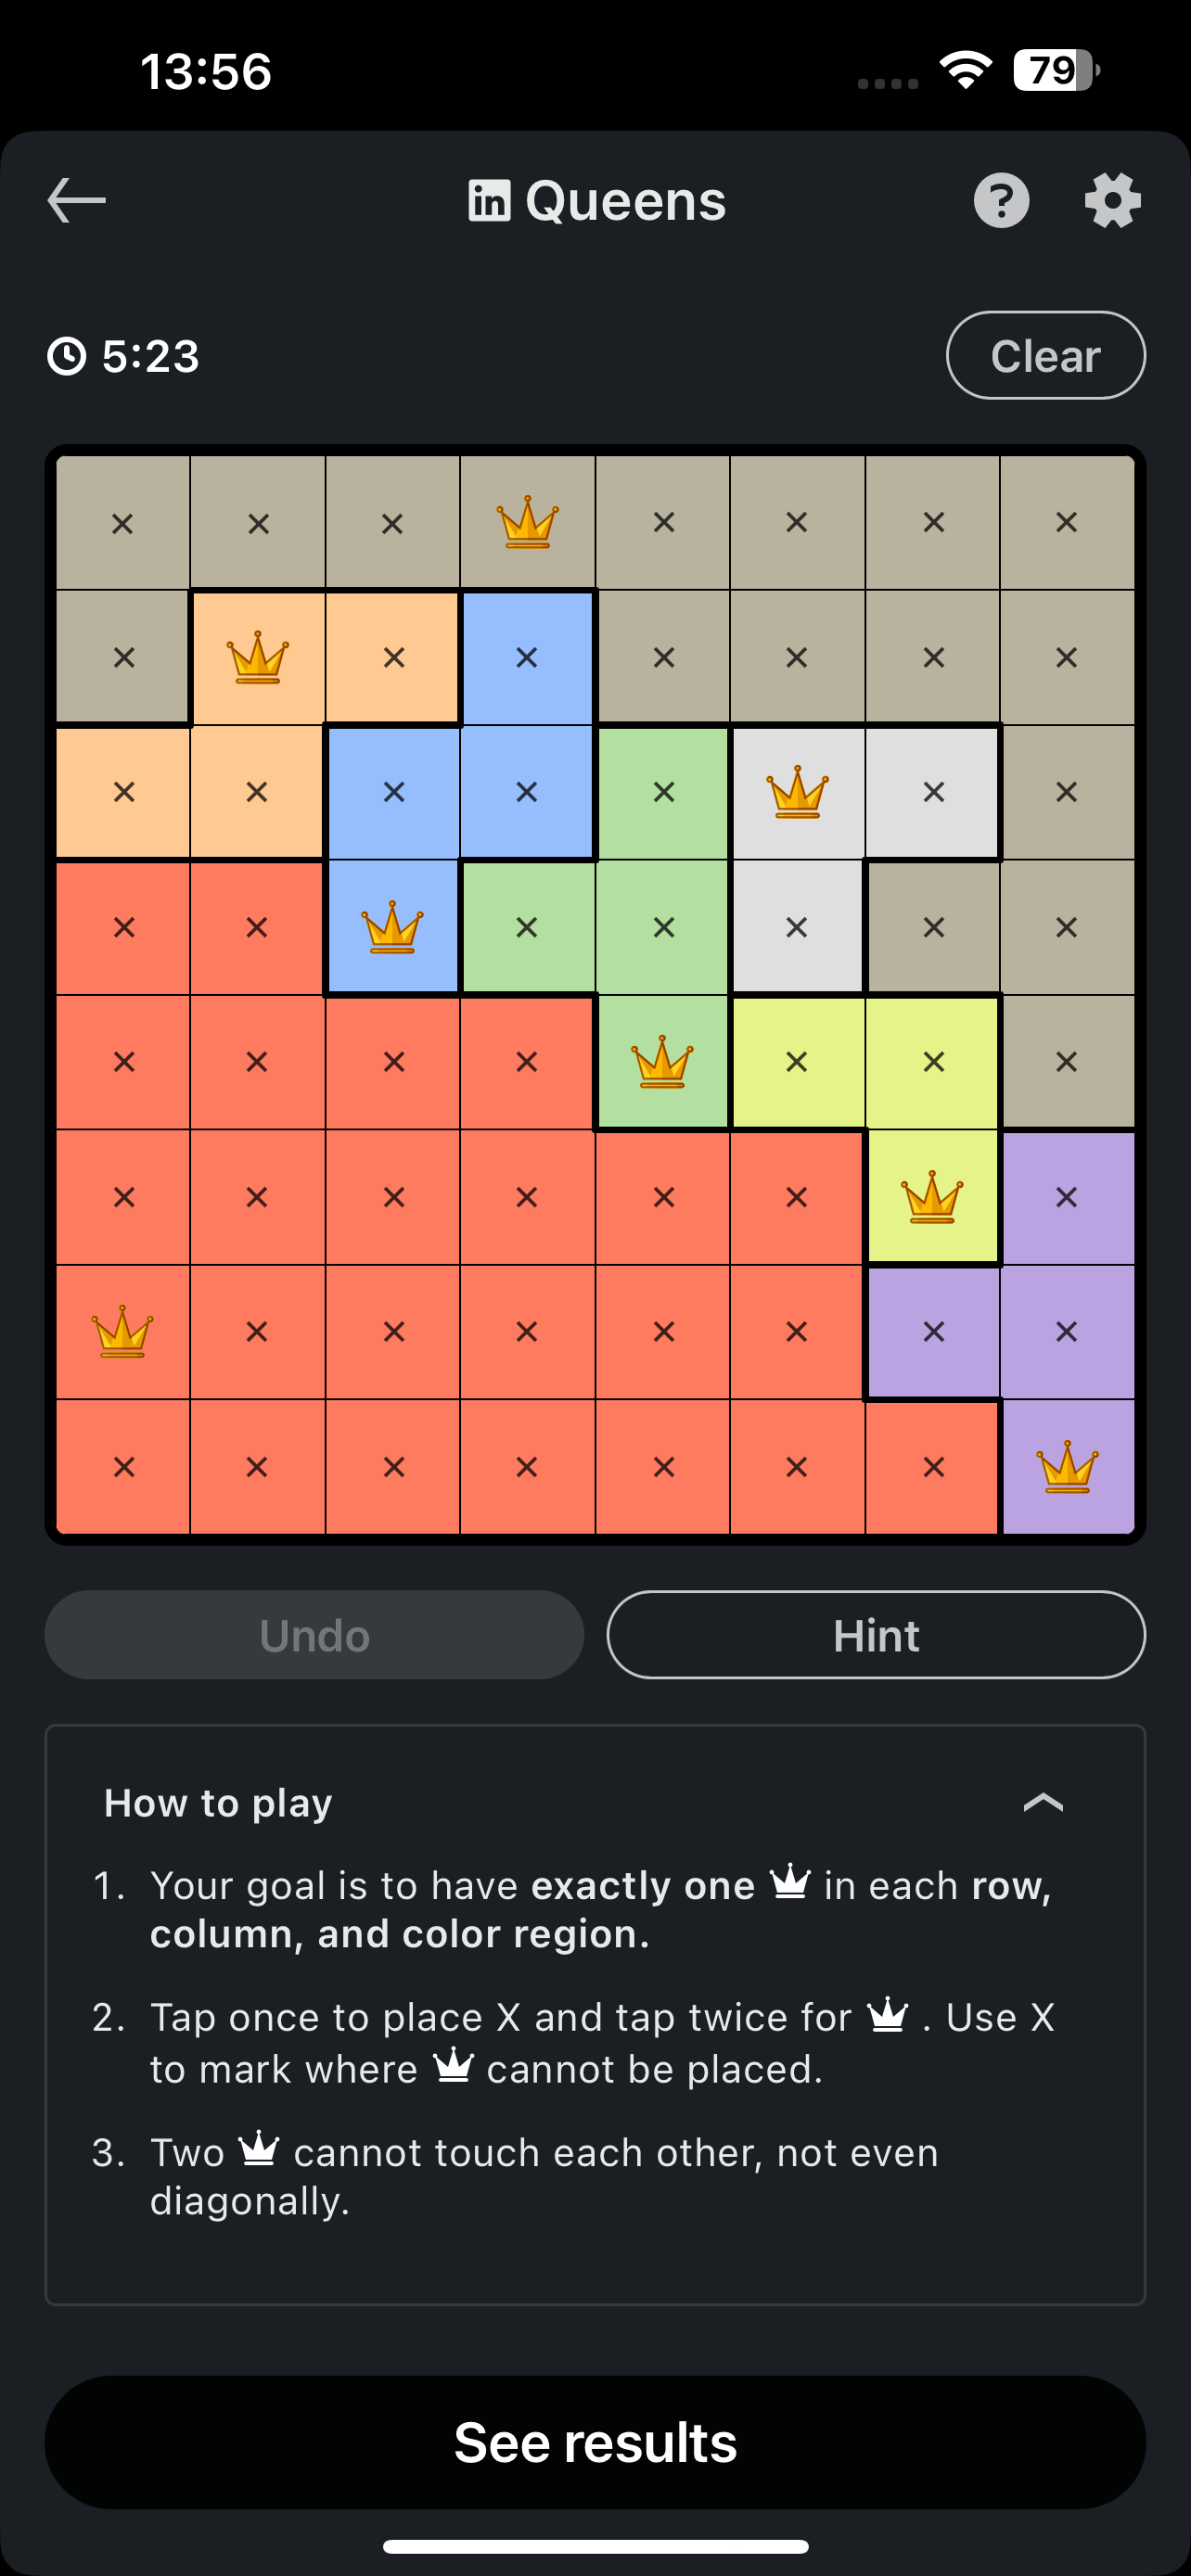 13:56
79
in Queens
?
5:23
Clear
Undo
Hint
How to play
1. Your goal is to have exactly one in each row,
column, and color region.
2. Tap once to place X and tap twice for . Use X
to mark where cannot be placed.
3. Two cannot touch each other, not even
diagonally.
See results